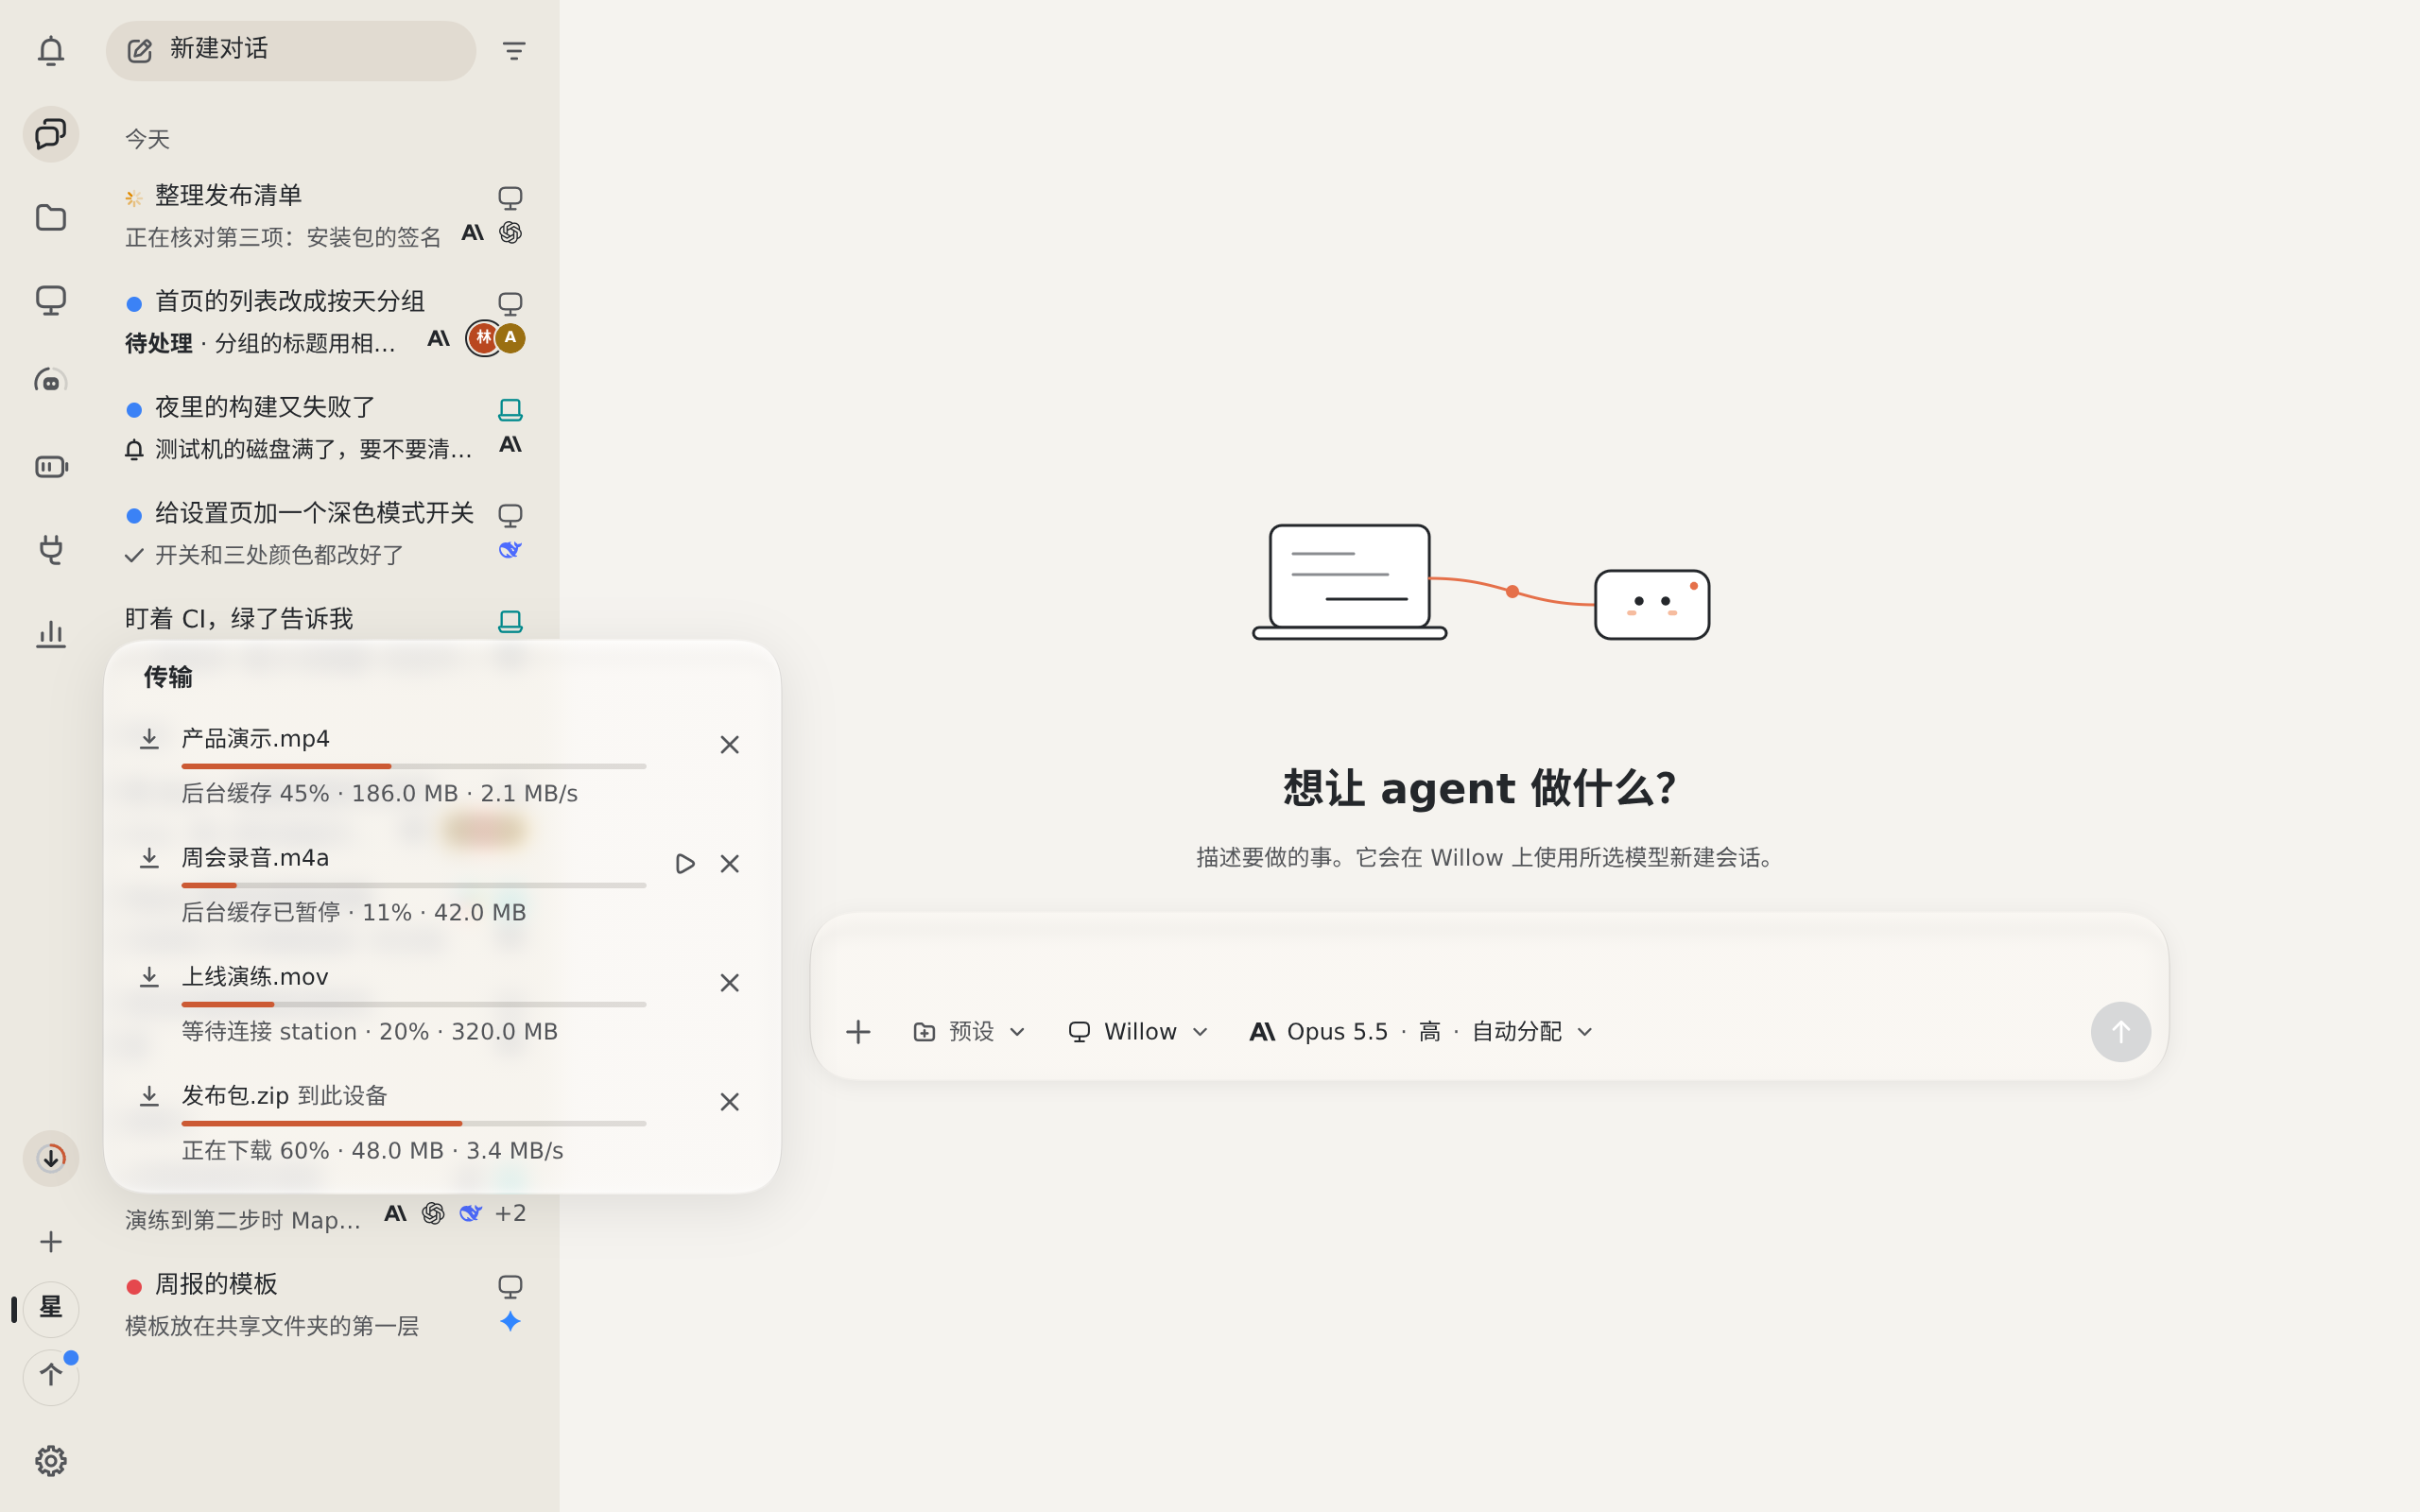 新建对话
今天
整理发布清单
正在核对第三项：安装包的签名
首页的列表改成按天分组
待处理 · 分组的标题用相…
林
A
夜里的构建又失败了
测试机的磁盘满了，要不要清…
给设置页加一个深色模式开关
开关和三处颜色都改好了
盯着 CI，绿了告诉我
传输
产品演示.mp4
后台缓存 45% · 186.0 MB · 2.1 MB/s
周会录音.m4a
后台缓存已暂停 · 11% · 42.0 MB
上线演练.mov
等待连接 station · 20% · 320.0 MB
发布包.zip 到此设备
正在下载 60% · 48.0 MB · 3.4 MB/s
演练到第二步时 Map… +2
周报的模板
模板放在共享文件夹的第一层
星
个
想让 agent 做什么？
描述要做的事。它会在 Willow 上使用所选模型新建会话。
预设
Willow
Opus 5.5 · 高 · 自动分配